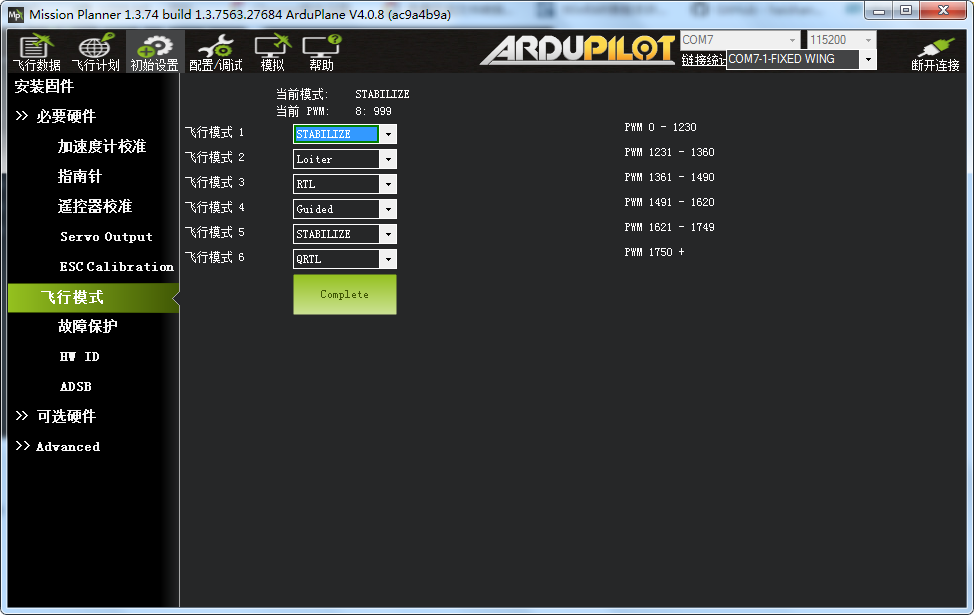 Mission Planner 1.3.74 build 1.3.7563.27684 ArduPlane V4.0.8 (ac9a4b9a)
飞行数据 飞行计划 初始设置 配置/调试 模拟 帮助
ARDUPILOT
COM7 115200
链接统计 COM7-1-FIXED WING
断开连接
安装固件
>> 必要硬件
加速度计校准
指南针
遥控器校准
Servo Output
ESC Calibration
飞行模式
故障保护
HW ID
ADSB
>> 可选硬件
>> Advanced
当前模式: STABILIZE
当前 PWM: 8: 999
飞行模式 1 STABILIZE PWM 0 - 1230
飞行模式 2 Loiter PWM 1231 - 1360
飞行模式 3 RTL PWM 1361 - 1490
飞行模式 4 Guided PWM 1491 - 1620
飞行模式 5 STABILIZE PWM 1621 - 1749
飞行模式 6 QRTL PWM 1750 +
Complete